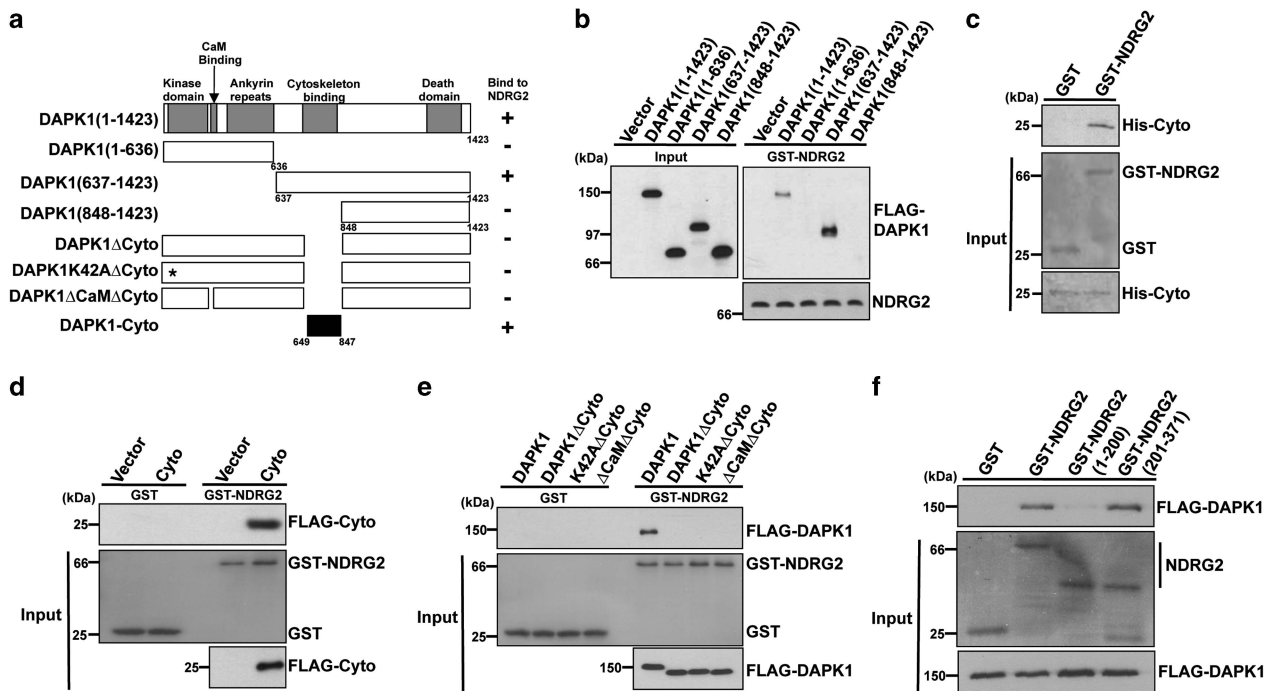 a
CaM
Binding
Kinase
domain
Ankyrin
repeats
Cytoskeleton
binding
Death
domain
Bind to
NDRG2
DAPK1(1-1423)
1423
+
DAPK1(1-636)
636
-
DAPK1(637-1423)
637
1423
+
DAPK1(848-1423)
848
1423
-
DAPK1ΔCyto
-
DAPK1K42AΔCyto
*
-
DAPK1ΔCaMΔCyto
-
DAPK1-Cyto
649
847
+
b
Vector
DAPK1(1-1423)
DAPK1(1-636)
DAPK1(637-1423)
DAPK1(848-1423)
Vector
DAPK1(1-1423)
DAPK1(1-636)
DAPK1(637-1423)
DAPK1(848-1423)
(kDa)
Input
GST-NDRG2
150
97
66
FLAG-
DAPK1
66
NDRG2
c
GST
GST-NDRG2
(kDa)
25
His-Cyto
Input
66
GST-NDRG2
25
GST
25
His-Cyto
d
Vector
Cyto
Vector
Cyto
(kDa)
GST
GST-NDRG2
25
FLAG-Cyto
Input
66
GST-NDRG2
25
GST
25
FLAG-Cyto
e
DAPK1
DAPK1ΔCyto
K42AΔCyto
ΔCaMΔCyto
DAPK1
DAPK1ΔCyto
K42AΔCyto
ΔCaMΔCyto
(kDa)
GST
GST-NDRG2
150
FLAG-DAPK1
Input
66
GST-NDRG2
25
GST
150
FLAG-DAPK1
f
GST
GST-NDRG2
GST-NDRG2
(1-200)
GST-NDRG2
(201-371)
(kDa)
150
FLAG-DAPK1
Input
66
NDRG2
25
150
FLAG-DAPK1